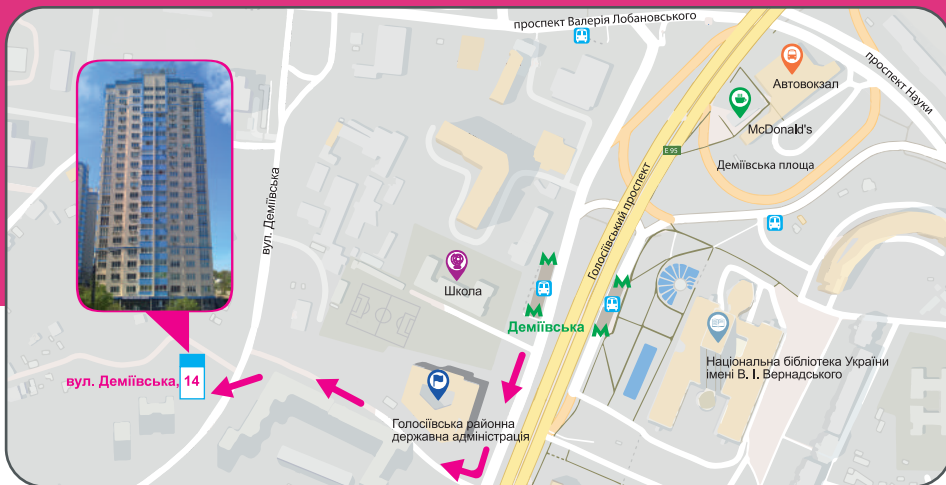 проспект Валерія Лобановського
проспект Науки
Автовокзал
McDonald's
E 95
Деміївська площа
вул. Деміївська
Голосіївський проспект
Школа
Деміївська
Національна бібліотека України
імені В. І. Вернадського
вул. Деміївська, 14
Голосіївська районна
державна адміністрація